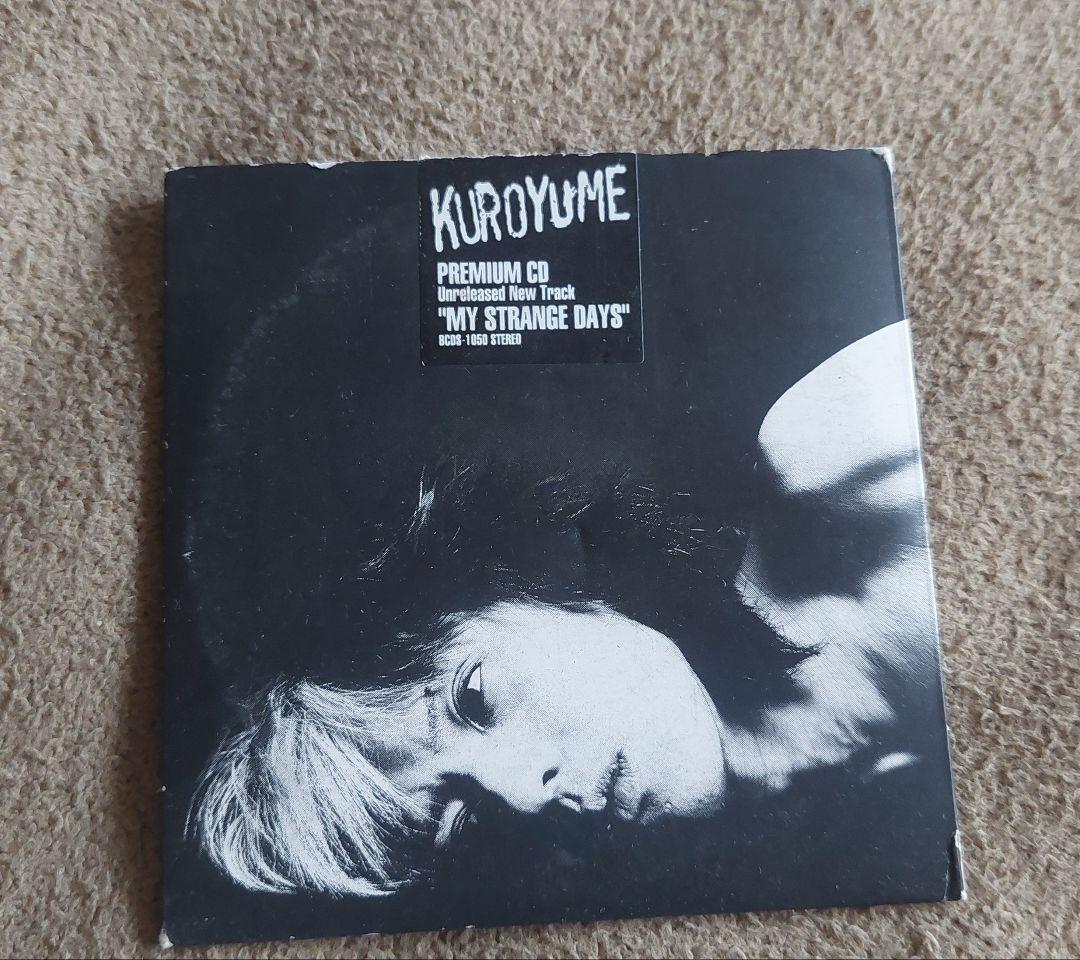 KUROYUME
PREMIUM CD
Unreleased New Track
"MY STRANGE DAYS"
BCDS-1050 STEREO